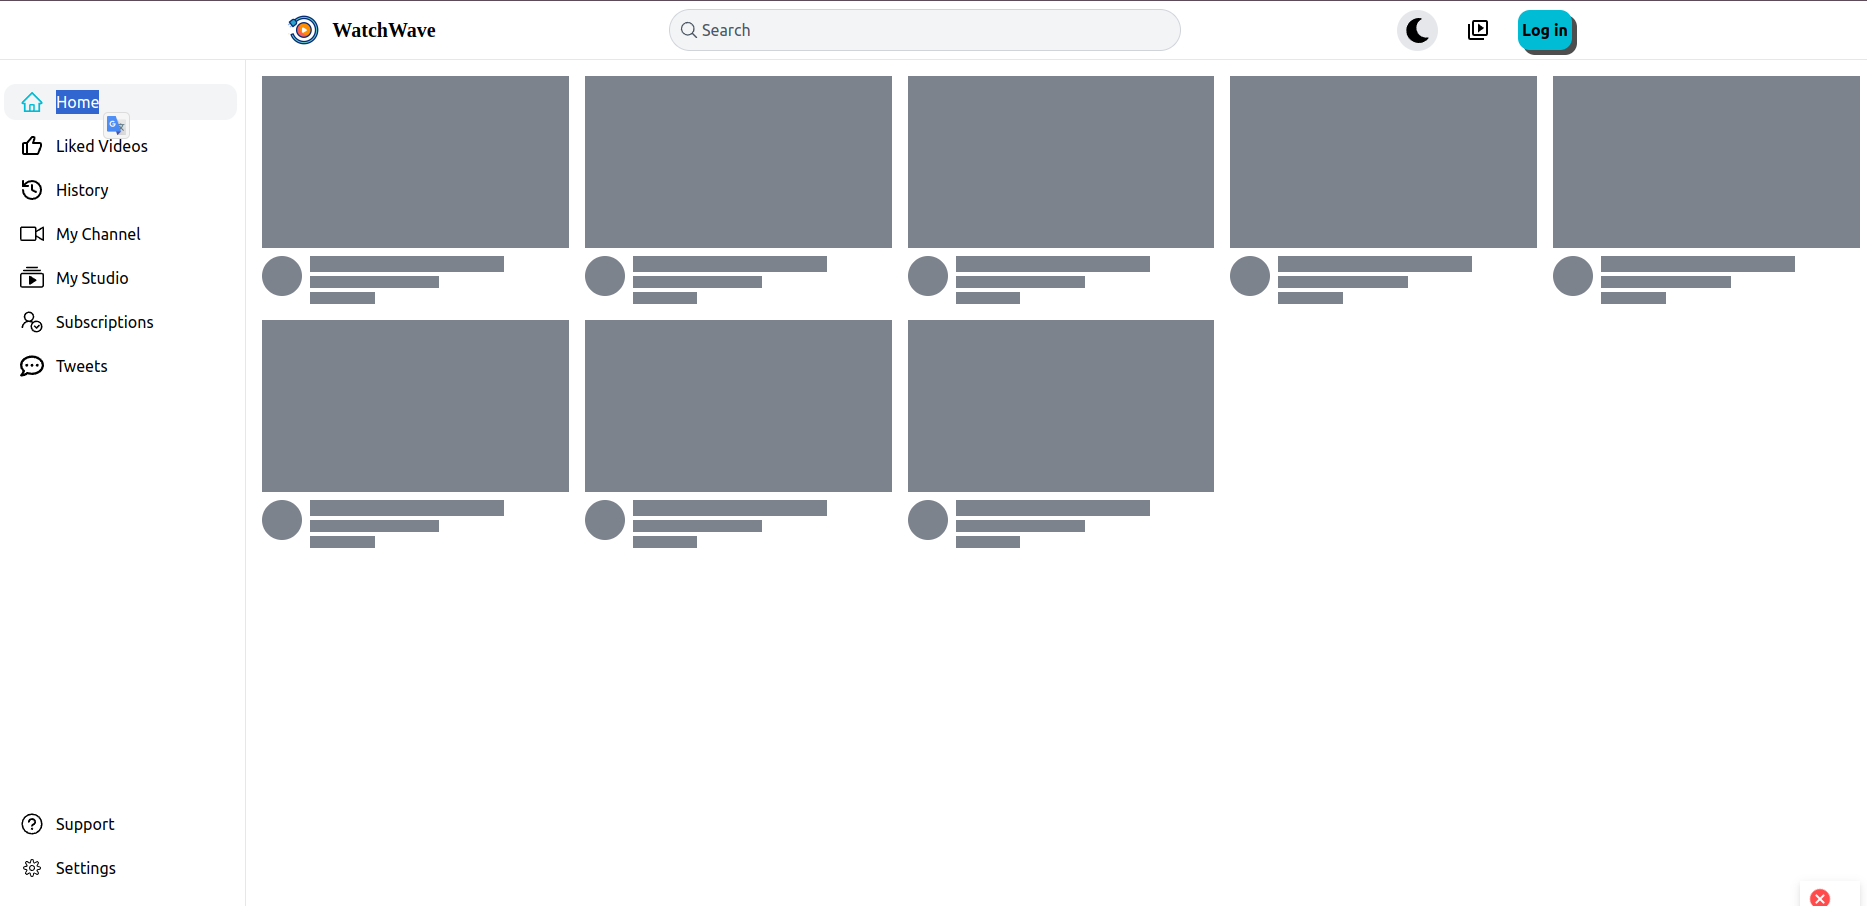 WatchWave
Search
Log in
Home
Liked Videos
History
My Channel
My Studio
Subscriptions
Tweets
Support
Settings